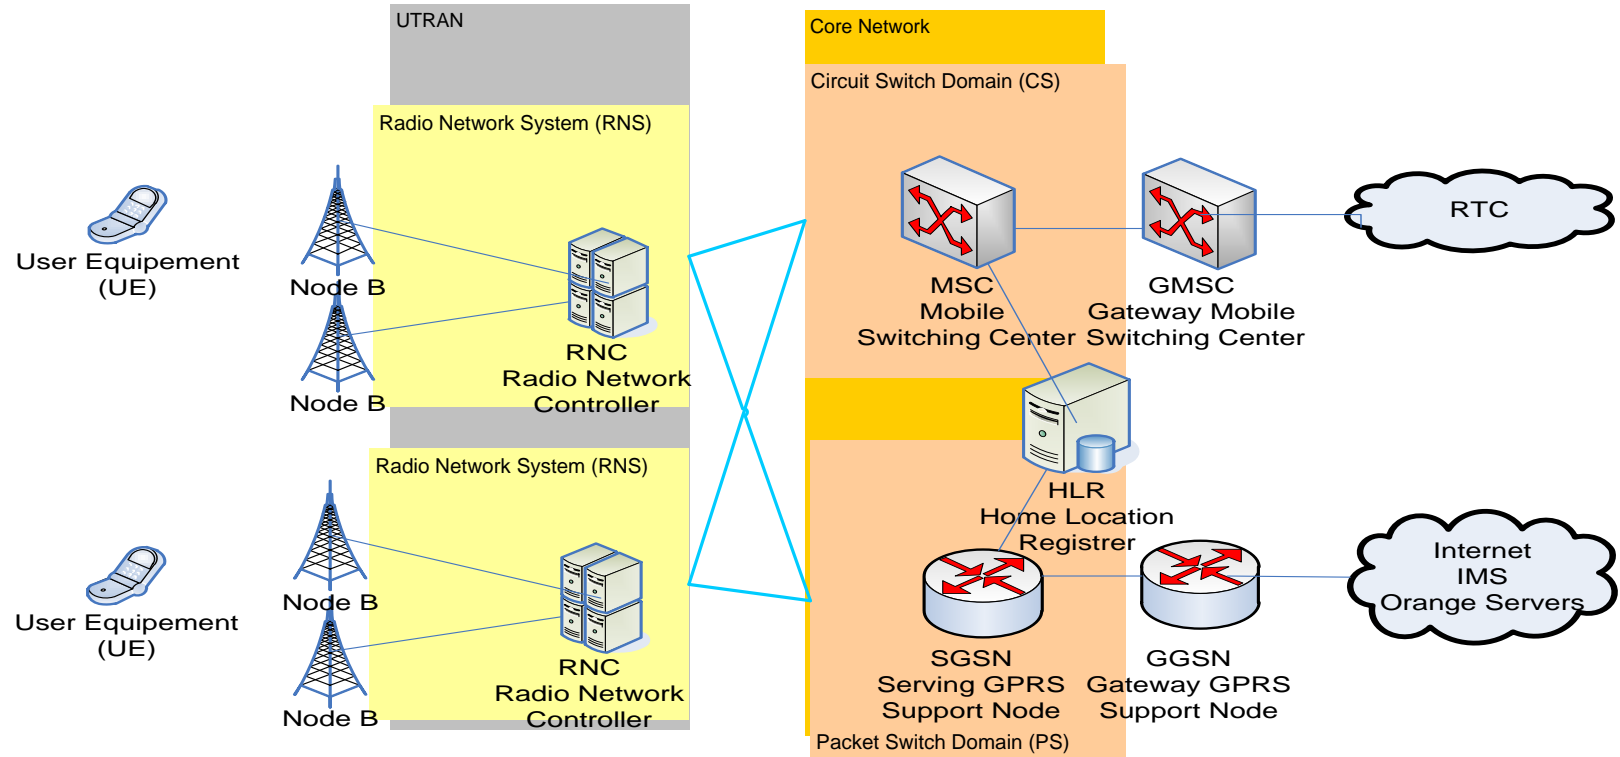 UTRAN
Core Network
Circuit Switch Domain (CS)
Radio Network System (RNS)
User Equipement
(UE)
Node B
Node B
RNC
Radio Network
Controller
MSC
Mobile
Switching Center
GMSC
Gateway Mobile
Switching Center
RTC
HLR
Home Location
Registrer
Radio Network System (RNS)
User Equipement
(UE)
Node B
Node B
RNC
Radio Network
Controller
SGSN
Serving GPRS
Support Node
GGSN
Gateway GPRS
Support Node
Internet
IMS
Orange Servers
Packet Switch Domain (PS)